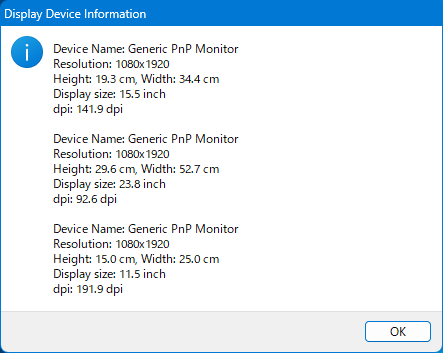 Display Device Information
Device Name: Generic PnP Monitor
Resolution: 1080x1920
Height: 19.3 cm, Width: 34.4 cm
Display size: 15.5 inch
dpi: 141.9 dpi
Device Name: Generic PnP Monitor
Resolution: 1080x1920
Height: 29.6 cm, Width: 52.7 cm
Display size: 23.8 inch
dpi: 92.6 dpi
Device Name: Generic PnP Monitor
Resolution: 1080x1920
Height: 15.0 cm, Width: 25.0 cm
Display size: 11.5 inch
dpi: 191.9 dpi
OK